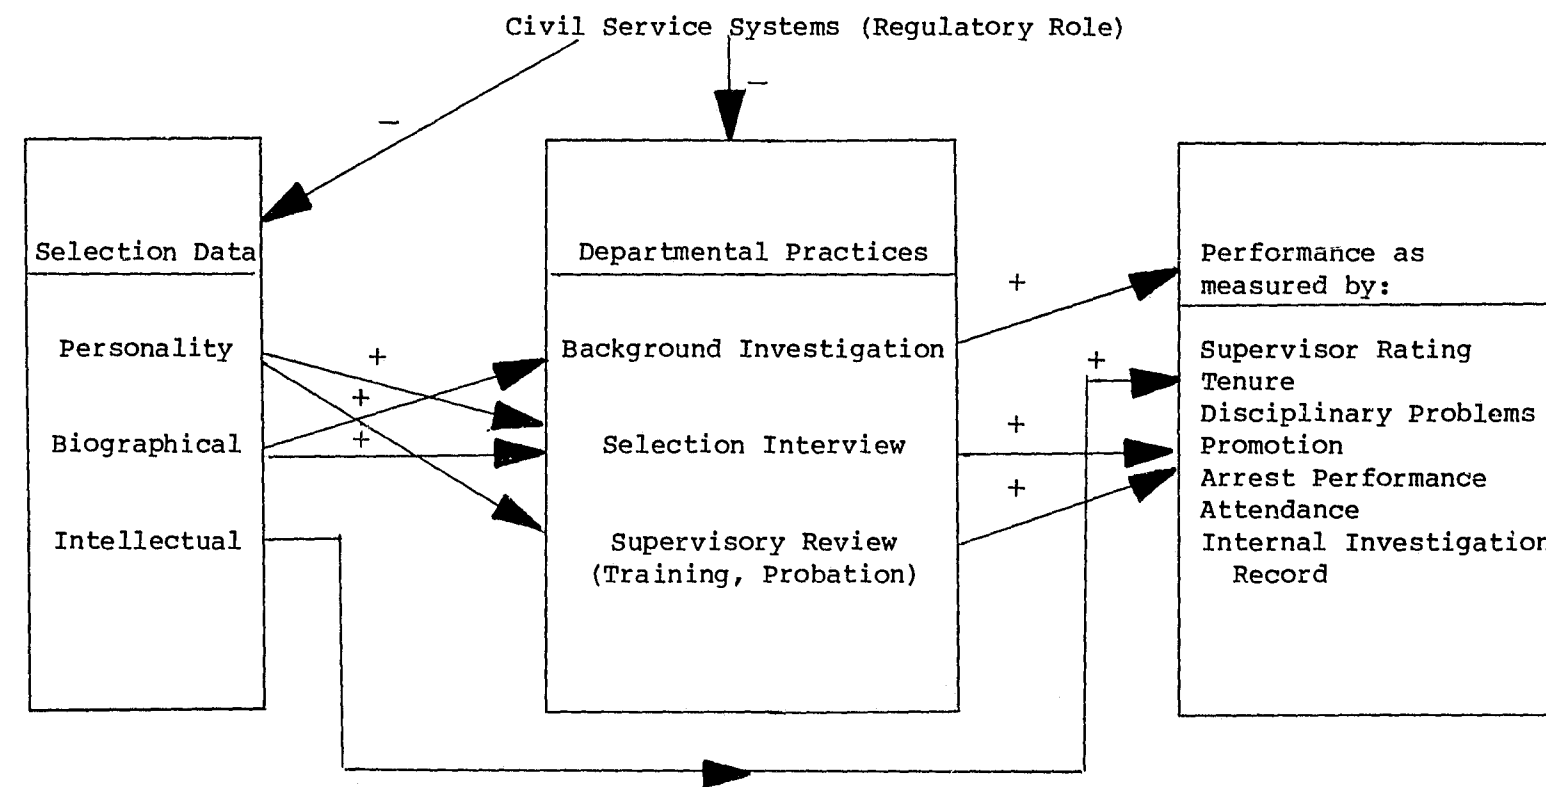 Civil Service Systems (Regulatory Role)
−
−
Selection Data
Personality
Biographical
Intellectual
+
+
+
Departmental Practices
Background Investigation
Selection Interview
Supervisory Review
(Training, Probation)
+
+
+
+
Performance as
measured by:
Supervisor Rating
Tenure
Disciplinary Problems
Promotion
Arrest Performance
Attendance
Internal Investigation
Record